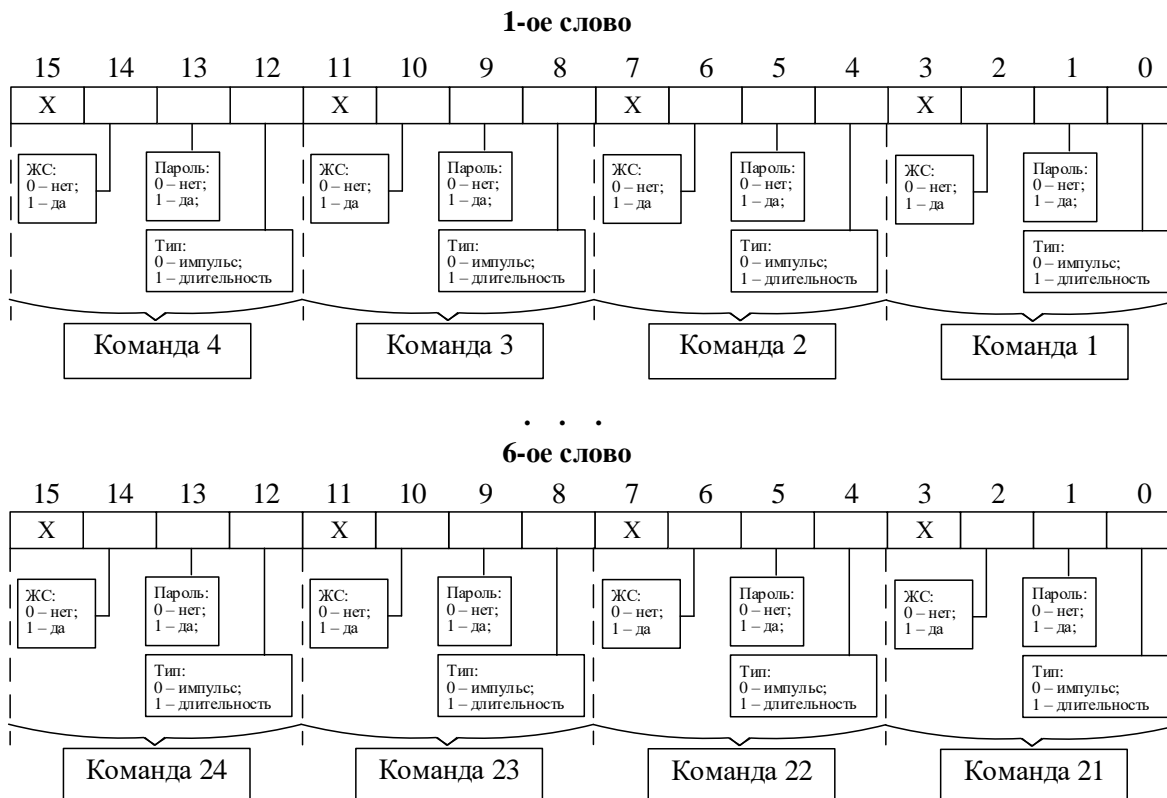 1-ое слово
15 14 13 12 11 10 9 8 7 6 5 4 3 2 1 0
X X X X
ЖС:
0 – нет;
1 – да
Пароль:
0 – нет;
1 – да;
Тип:
0 – импульс;
1 – длительность
ЖС:
0 – нет;
1 – да
Пароль:
0 – нет;
1 – да;
Тип:
0 – импульс;
1 – длительность
ЖС:
0 – нет;
1 – да
Пароль:
0 – нет;
1 – да;
Тип:
0 – импульс;
1 – длительность
ЖС:
0 – нет;
1 – да
Пароль:
0 – нет;
1 – да;
Тип:
0 – импульс;
1 – длительность
Команда 4 Команда 3 Команда 2 Команда 1
. . .
6-ое слово
15 14 13 12 11 10 9 8 7 6 5 4 3 2 1 0
X X X X
ЖС:
0 – нет;
1 – да
Пароль:
0 – нет;
1 – да;
Тип:
0 – импульс;
1 – длительность
ЖС:
0 – нет;
1 – да
Пароль:
0 – нет;
1 – да;
Тип:
0 – импульс;
1 – длительность
ЖС:
0 – нет;
1 – да
Пароль:
0 – нет;
1 – да;
Тип:
0 – импульс;
1 – длительность
ЖС:
0 – нет;
1 – да
Пароль:
0 – нет;
1 – да;
Тип:
0 – импульс;
1 – длительность
Команда 24 Команда 23 Команда 22 Команда 21